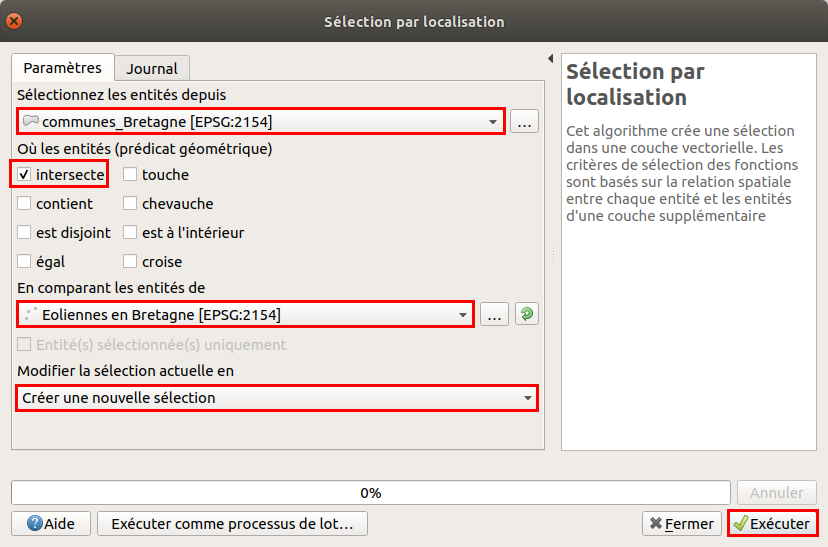 Sélection par localisation
Paramètres
Journal
Sélectionnez les entités depuis
communes_Bretagne [EPSG:2154]
...
Où les entités (prédicat géométrique)
intersecte
touche
contient
chevauche
est disjoint
est à l'intérieur
égal
croise
En comparant les entités de
Eoliennes en Bretagne [EPSG:2154]
...
Entité(s) sélectionnée(s) uniquement
Modifier la sélection actuelle en
Créer une nouvelle sélection
Sélection par
localisation
Cet algorithme crée une sélection
dans une couche vectorielle. Les
critères de sélection des fonctions
sont basés sur la relation spatiale
entre chaque entité et les entités
d'une couche supplémentaire
0%
Annuler
Aide
Exécuter comme processus de lot...
Fermer
Exécuter